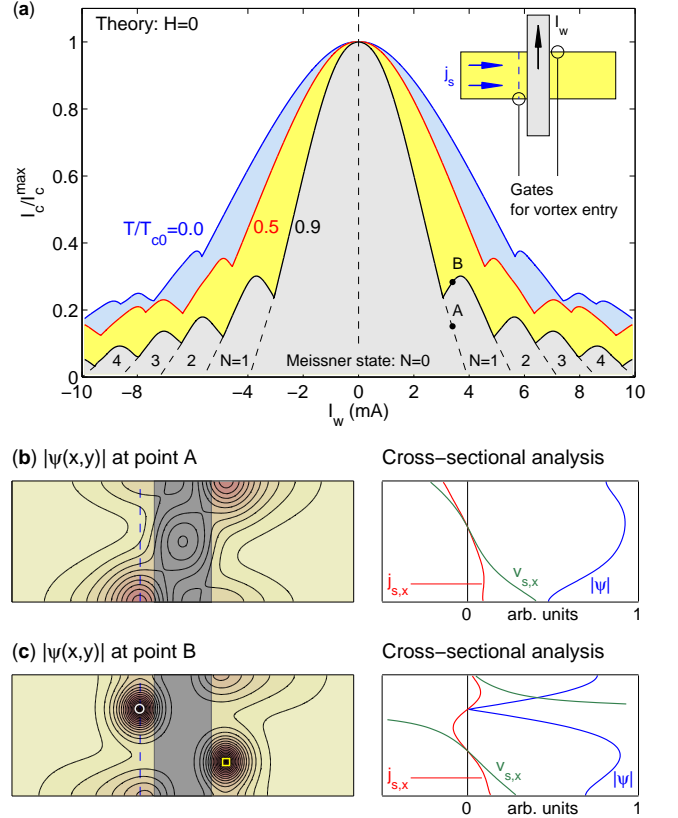 (a)
Theory: H=0
I_w
j_s
Gates
for vortex entry
I_c/I_c^max
1
0.8
0.6
0.4
0.2
0
T/T_c0=0.0
0.5
0.9
B
A
4
3
2
N=1
Meissner state: N=0
N=1
2
3
4
−10
−8
−6
−4
−2
0
2
4
6
8
10
I_w (mA)
(b) |ψ(x,y)| at point A
Cross−sectional analysis
j_s,x
v_s,x
|ψ|
0
arb. units
1
(c) |ψ(x,y)| at point B
Cross−sectional analysis
j_s,x
v_s,x
|ψ|
0
arb. units
1